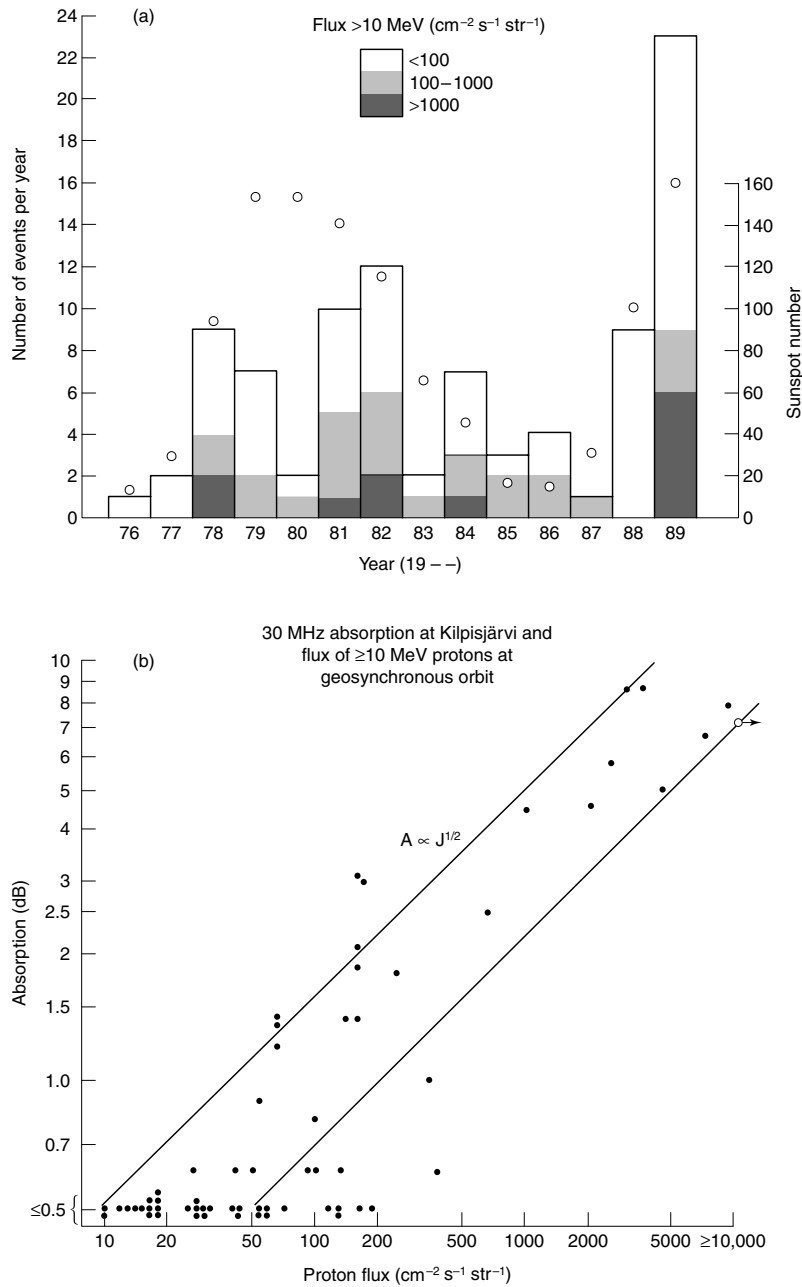 (a)
Flux >10 MeV (cm⁻² s⁻¹ str⁻¹)
<100
100–1000
>1000
Number of events per year
24
22
20
18
16
14
12
10
8
6
4
2
0
Sunspot number
160
140
120
100
80
60
40
20
0
76 77 78 79 80 81 82 83 84 85 86 87 88 89
Year (19 – –)
(b)
30 MHz absorption at Kilpisjärvi and
flux of ≥10 MeV protons at
geosynchronous orbit
A ∝ J¹/²
Absorption (dB)
10
9
8
7
6
5
4
3
2.5
2
1.5
1.0
0.7
≤0.5 {
10 20 50 100 200 500 1000 2000 5000 ≥10,000
Proton flux (cm⁻² s⁻¹ str⁻¹)